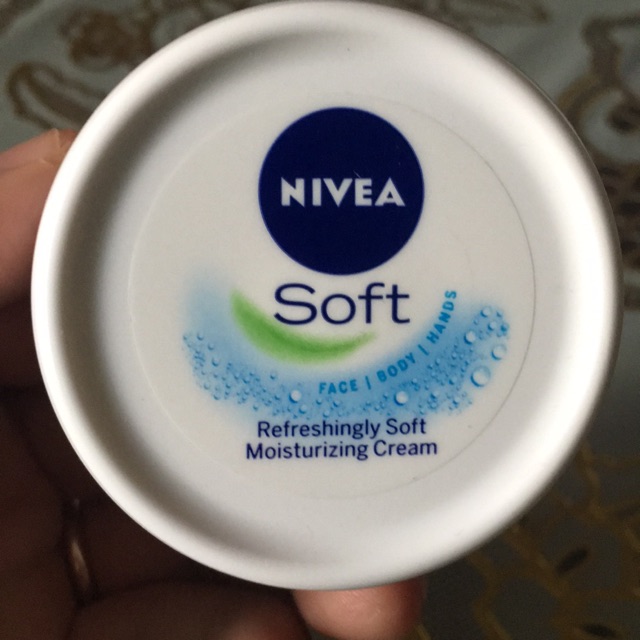 NIVEA
Soft
FACE | BODY | HANDS
Refreshingly Soft
Moisturizing Cream